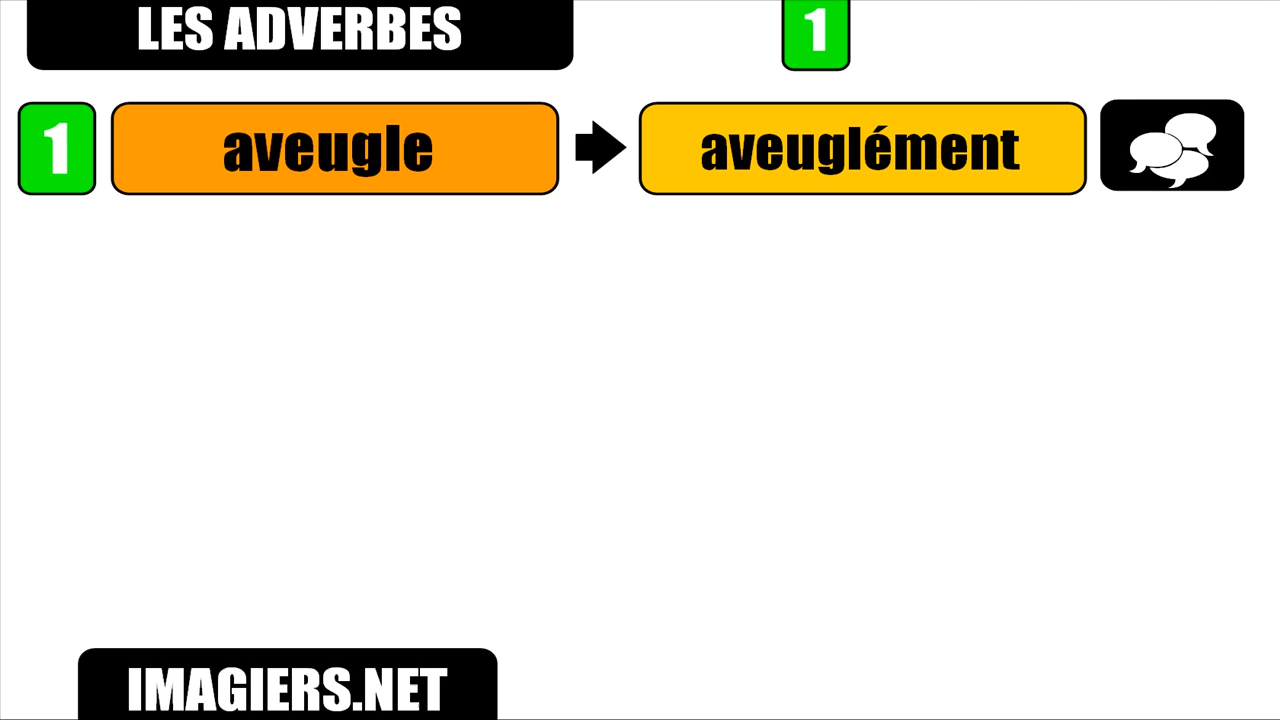 LES ADVERBES
1
1
aveugle
aveuglément
IMAGIERS.NET